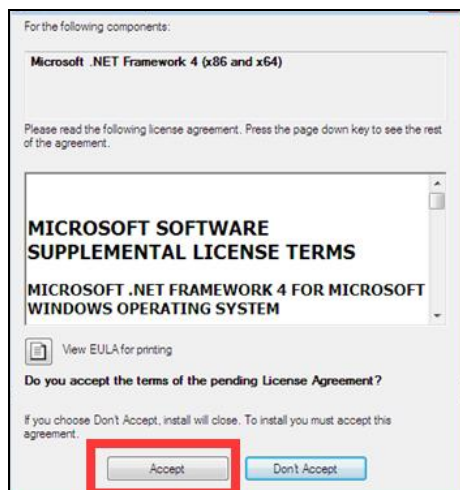 For the following components:
Microsoft .NET Framework 4 (x86 and x64)
Please read the following license agreement. Press the page down key to see the rest
of the agreement.
MICROSOFT SOFTWARE
SUPPLEMENTAL LICENSE TERMS
MICROSOFT .NET FRAMEWORK 4 FOR MICROSOFT
WINDOWS OPERATING SYSTEM
View EULA for printing
Do you accept the terms of the pending License Agreement?
If you choose Don't Accept, install will close. To install you must accept this
agreement.
Accept
Don't Accept